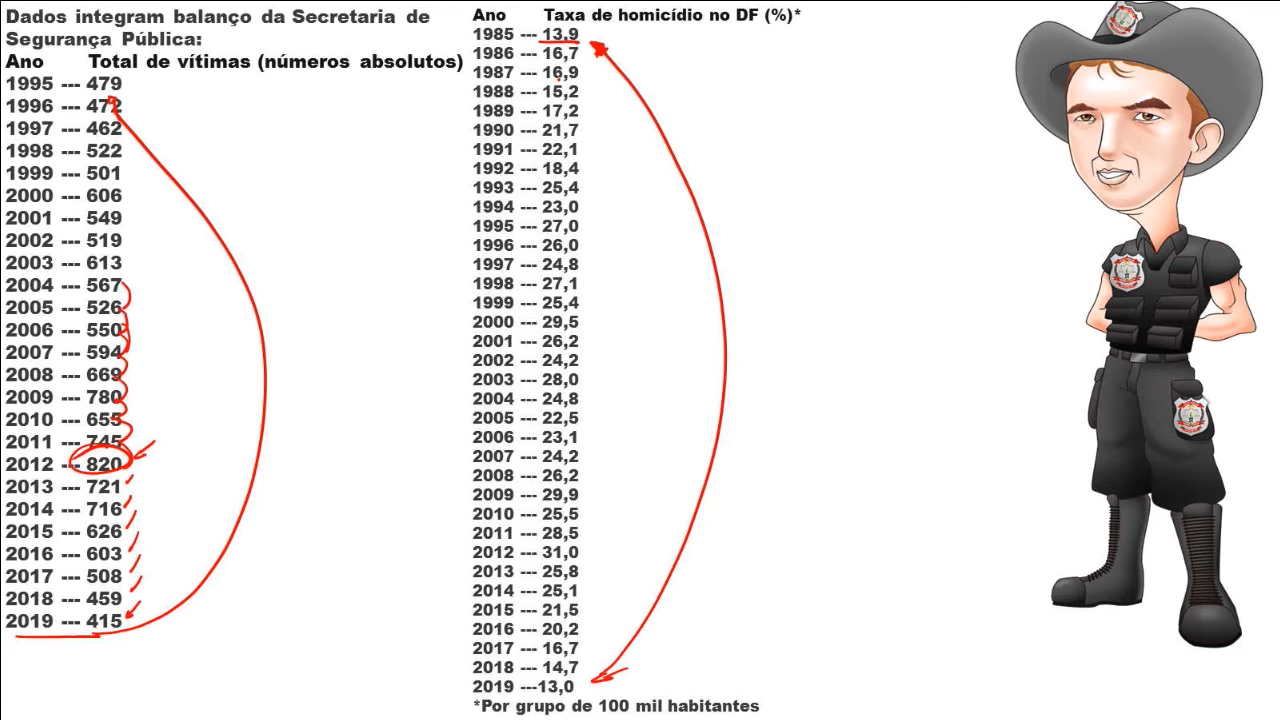 Dados integram balanço da Secretaria de
Segurança Pública:
Ano Total de vítimas (números absolutos)
1995 --- 479
1996 --- 472
1997 --- 462
1998 --- 522
1999 --- 501
2000 --- 606
2001 --- 549
2002 --- 519
2003 --- 613
2004 --- 567
2005 --- 526
2006 --- 550
2007 --- 594
2008 --- 669
2009 --- 780
2010 --- 655
2011 --- 745
2012 --- 820
2013 --- 721
2014 --- 716
2015 --- 626
2016 --- 603
2017 --- 508
2018 --- 459
2019 --- 415
Ano Taxa de homicídio no DF (%)*
1985 --- 13,9
1986 --- 16,7
1987 --- 16,9
1988 --- 15,2
1989 --- 17,2
1990 --- 21,7
1991 --- 22,1
1992 --- 18,4
1993 --- 25,4
1994 --- 23,0
1995 --- 27,0
1996 --- 26,0
1997 --- 24,8
1998 --- 27,1
1999 --- 25,4
2000 --- 29,5
2001 --- 26,2
2002 --- 24,2
2003 --- 28,0
2004 --- 24,8
2005 --- 22,5
2006 --- 23,1
2007 --- 24,2
2008 --- 26,2
2009 --- 29,9
2010 --- 25,5
2011 --- 28,5
2012 --- 31,0
2013 --- 25,8
2014 --- 25,1
2015 --- 21,5
2016 --- 20,2
2017 --- 16,7
2018 --- 14,7
2019 ---13,0
*Por grupo de 100 mil habitantes